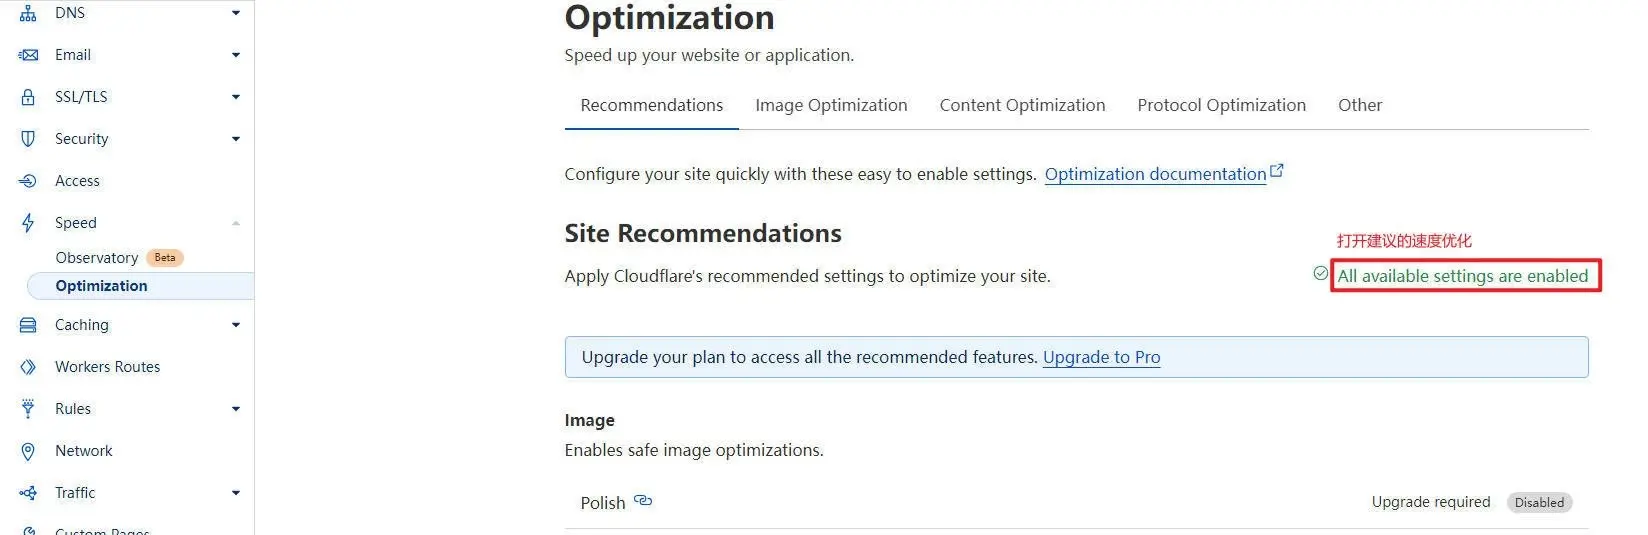 DNS
Email
SSL/TLS
Security
Access
Speed
Observatory Beta
Optimization
Caching
Workers Routes
Rules
Network
Traffic
Custom Pages
Optimization
Speed up your website or application.
Recommendations Image Optimization Content Optimization Protocol Optimization Other
Configure your site quickly with these easy to enable settings. Optimization documentation
Site Recommendations
打开建议的速度优化
Apply Cloudflare's recommended settings to optimize your site. All available settings are enabled
Upgrade your plan to access all the recommended features. Upgrade to Pro
Image
Enables safe image optimizations.
Polish Upgrade required Disabled